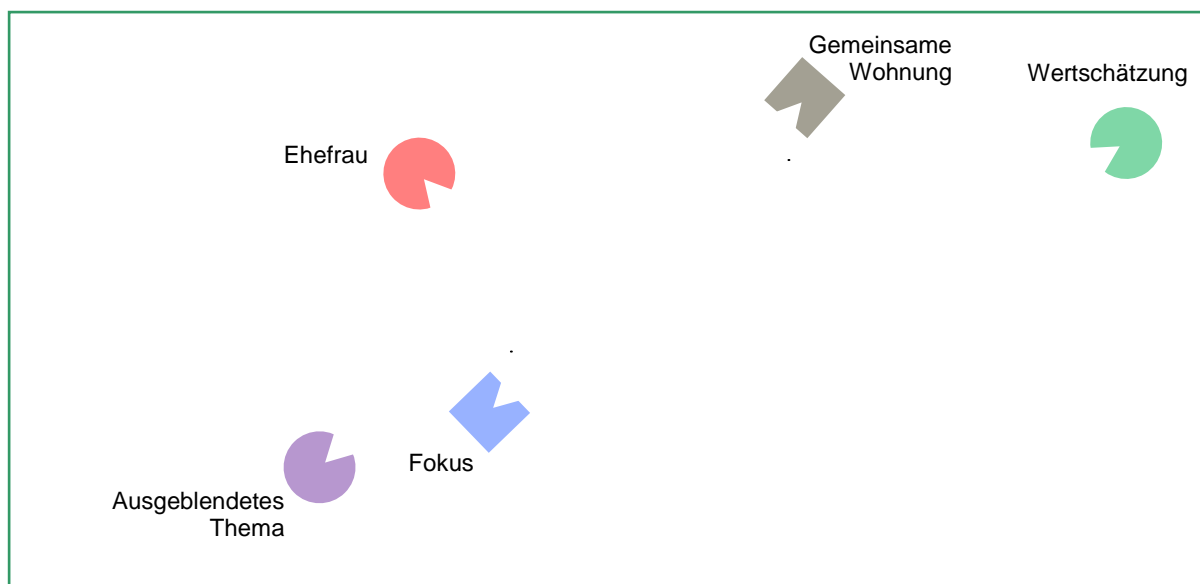 Gemeinsame
Wohnung
Wertschätzung
Ehefrau
Fokus
Ausgeblendetes
Thema